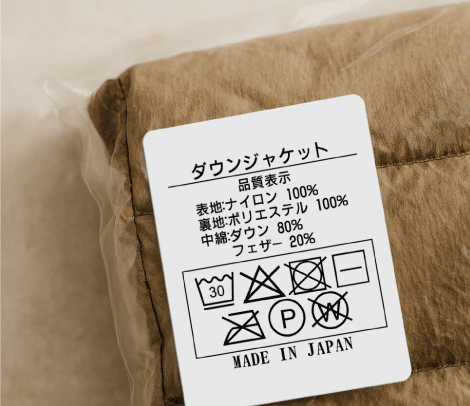 ダウンジャケット
品質表示
表地:ナイロン 100%
裏地:ポリエステル 100%
中綿:ダウン 80%
フェザー 20%
30
P W
MADE IN JAPAN